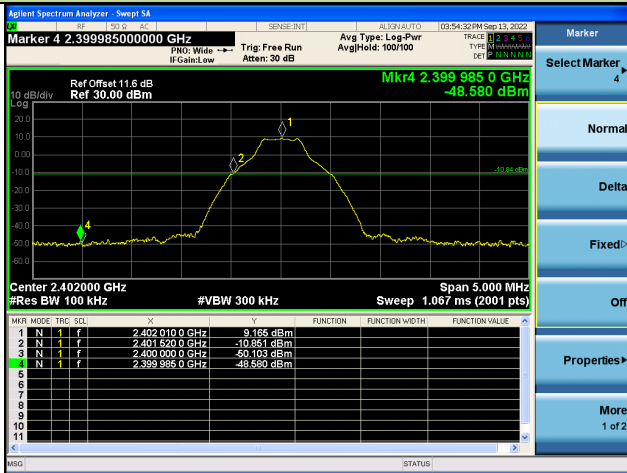 Agilent Spectrum Analyzer - Swept SA
RF 50 Ω AC SENSE:INT ALIGN AUTO 03:54:32 PM Sep 13, 2022
Marker 4 2.399985000000 GHz
PNO: Wide Trig: Free Run
IFGain:Low Atten: 30 dB
Avg Type: Log-Pwr
Avg|Hold: 100/100
TRACE 1 2 3 4 5 6
TYPE M
DET P N N N N N
Mkr4 2.399 985 0 GHz
-48.580 dBm
Ref Offset 11.6 dB
10 dB/div Ref 30.00 dBm
Log
20.0
10.0
0.00
-10.0
-20.0
-30.0
-40.0
-50.0
-60.0
1
2
4
-10.84 dBm
Center 2.402000 GHz Span 5.000 MHz
#Res BW 100 kHz #VBW 300 kHz Sweep 1.067 ms (2001 pts)
MKR MODE TRC SCL X Y FUNCTION FUNCTION WIDTH FUNCTION VALUE
1 N 1 f 2.402 010 0 GHz 9.165 dBm
2 N 1 f 2.401 520 0 GHz -10.851 dBm
3 N 1 f 2.400 000 0 GHz -50.103 dBm
4 N 1 f 2.399 985 0 GHz -48.580 dBm
5
6
7
8
9
10
11
MSG STATUS
Marker
Select Marker
4
Normal
Delta
Fixed
Off
Properties
More
1 of 2